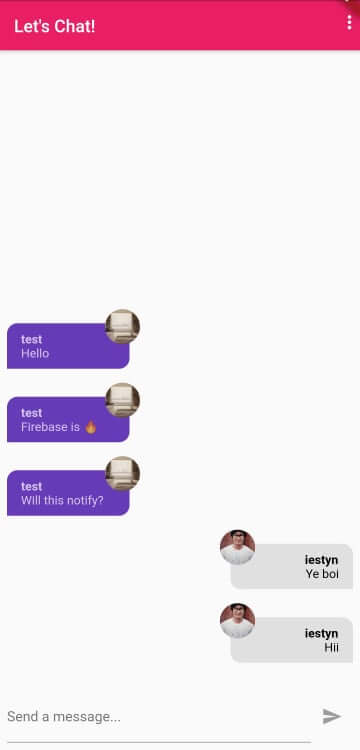 Let's Chat!
test
Hello
test
Firebase is 🔥
test
Will this notify?
iestyn
Ye boi
iestyn
Hii
Send a message...